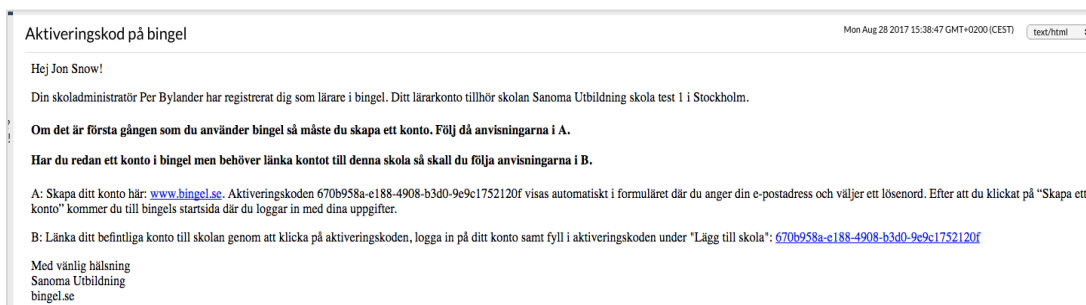 Aktiveringskod på bingel
Mon Aug 28 2017 15:38:47 GMT+0200 (CEST)
text/html
Hej Jon Snow!
Din skoladministratör Per Bylander har registrerat dig som lärare i bingel. Ditt lärarkonto tillhör skolan Sanoma Utbildning skola test 1 i Stockholm.
Om det är första gången som du använder bingel så måste du skapa ett konto. Följ då anvisningarna i A.
Har du redan ett konto i bingel men behöver länka kontot till denna skola så skall du följa anvisningarna i B.
A: Skapa ditt konto här: www.bingel.se. Aktiveringskoden 670b958a-e188-4908-b3d0-9e9c1752120f visas automatiskt i formuläret där du anger din e-postadress och väljer ett lösenord. Efter att du klickat på “Skapa ett
konto” kommer du till bingels startsida där du loggar in med dina uppgifter.
B: Länka ditt befintliga konto till skolan genom att klicka på aktiveringskoden, logga in på ditt konto samt fyll i aktiveringskoden under "Lägg till skola": 670b958a-e188-4908-b3d0-9e9c1752120f
Med vänlig hälsning
Sanoma Utbildning
bingel.se